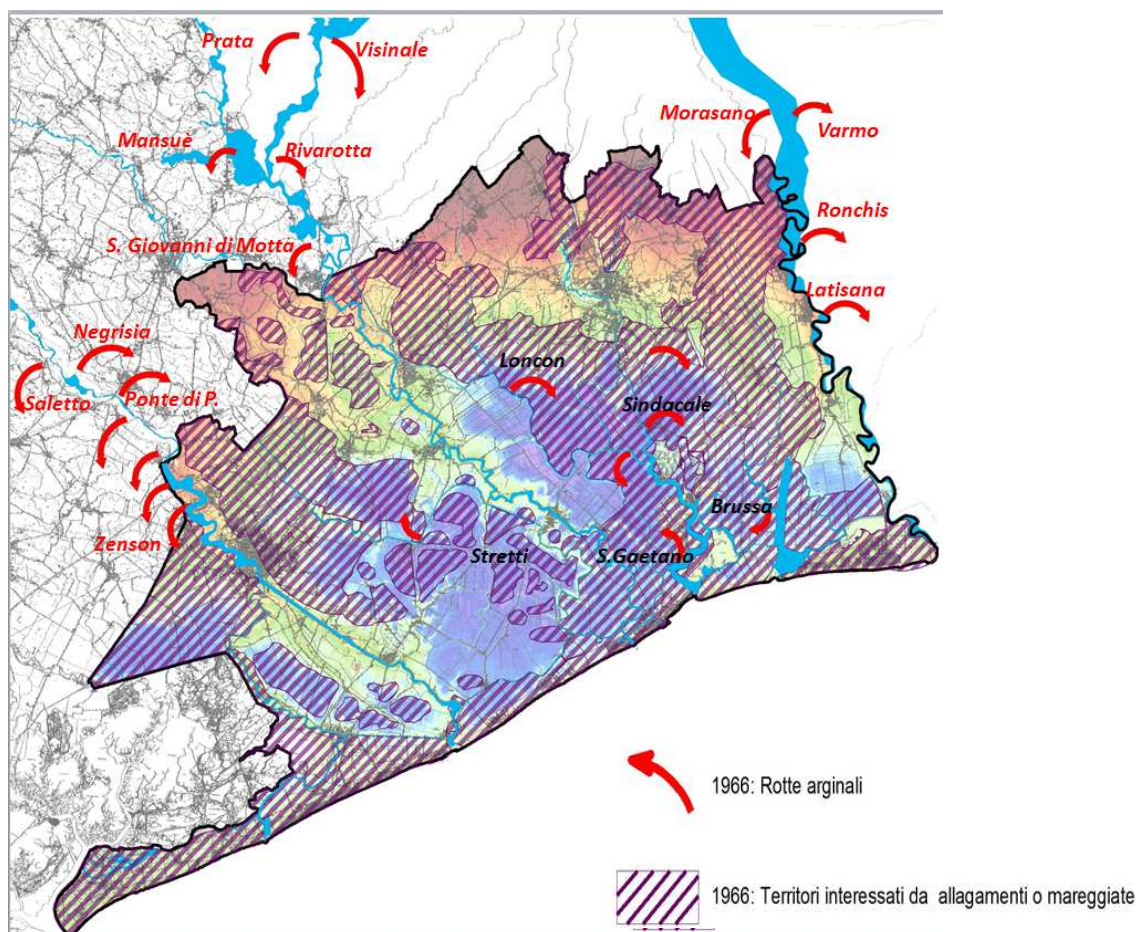 Prata
Visinale
Morasano
Varmo
Mansuè
Rivarotta
Ronchis
S. Giovanni di Motta
Latisana
Negrisia
Loncon
Saletto
Ponte di P.
Sindacale
Brussa
Zenson
Stretti
S.Gaetano
1966: Rotte arginali
1966: Territori interessati da allagamenti o mareggiate